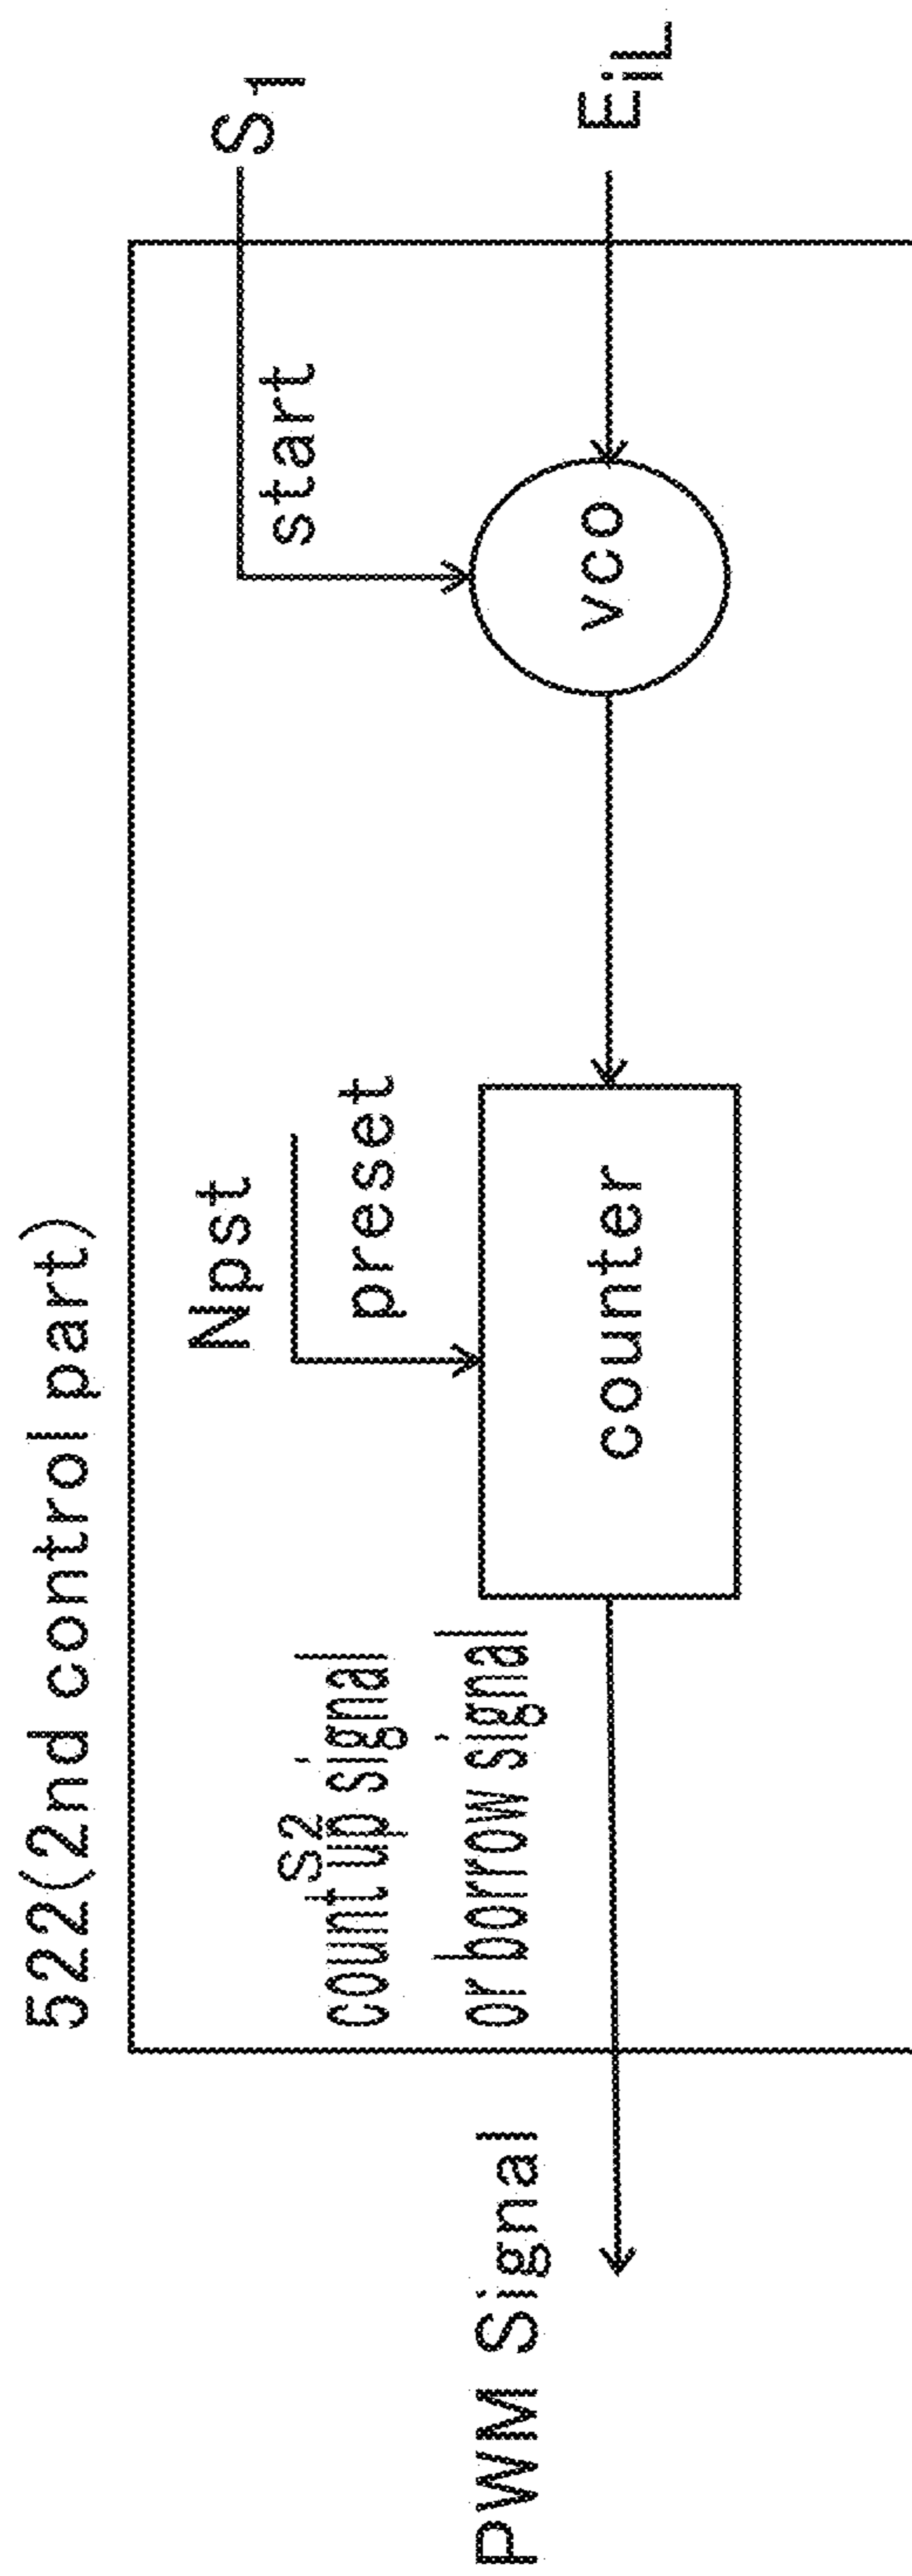 522(2nd control part)
Npst
S1
start
preset
S2
count up signal
or borrow signal
PWM Signal
counter
vco
EiL